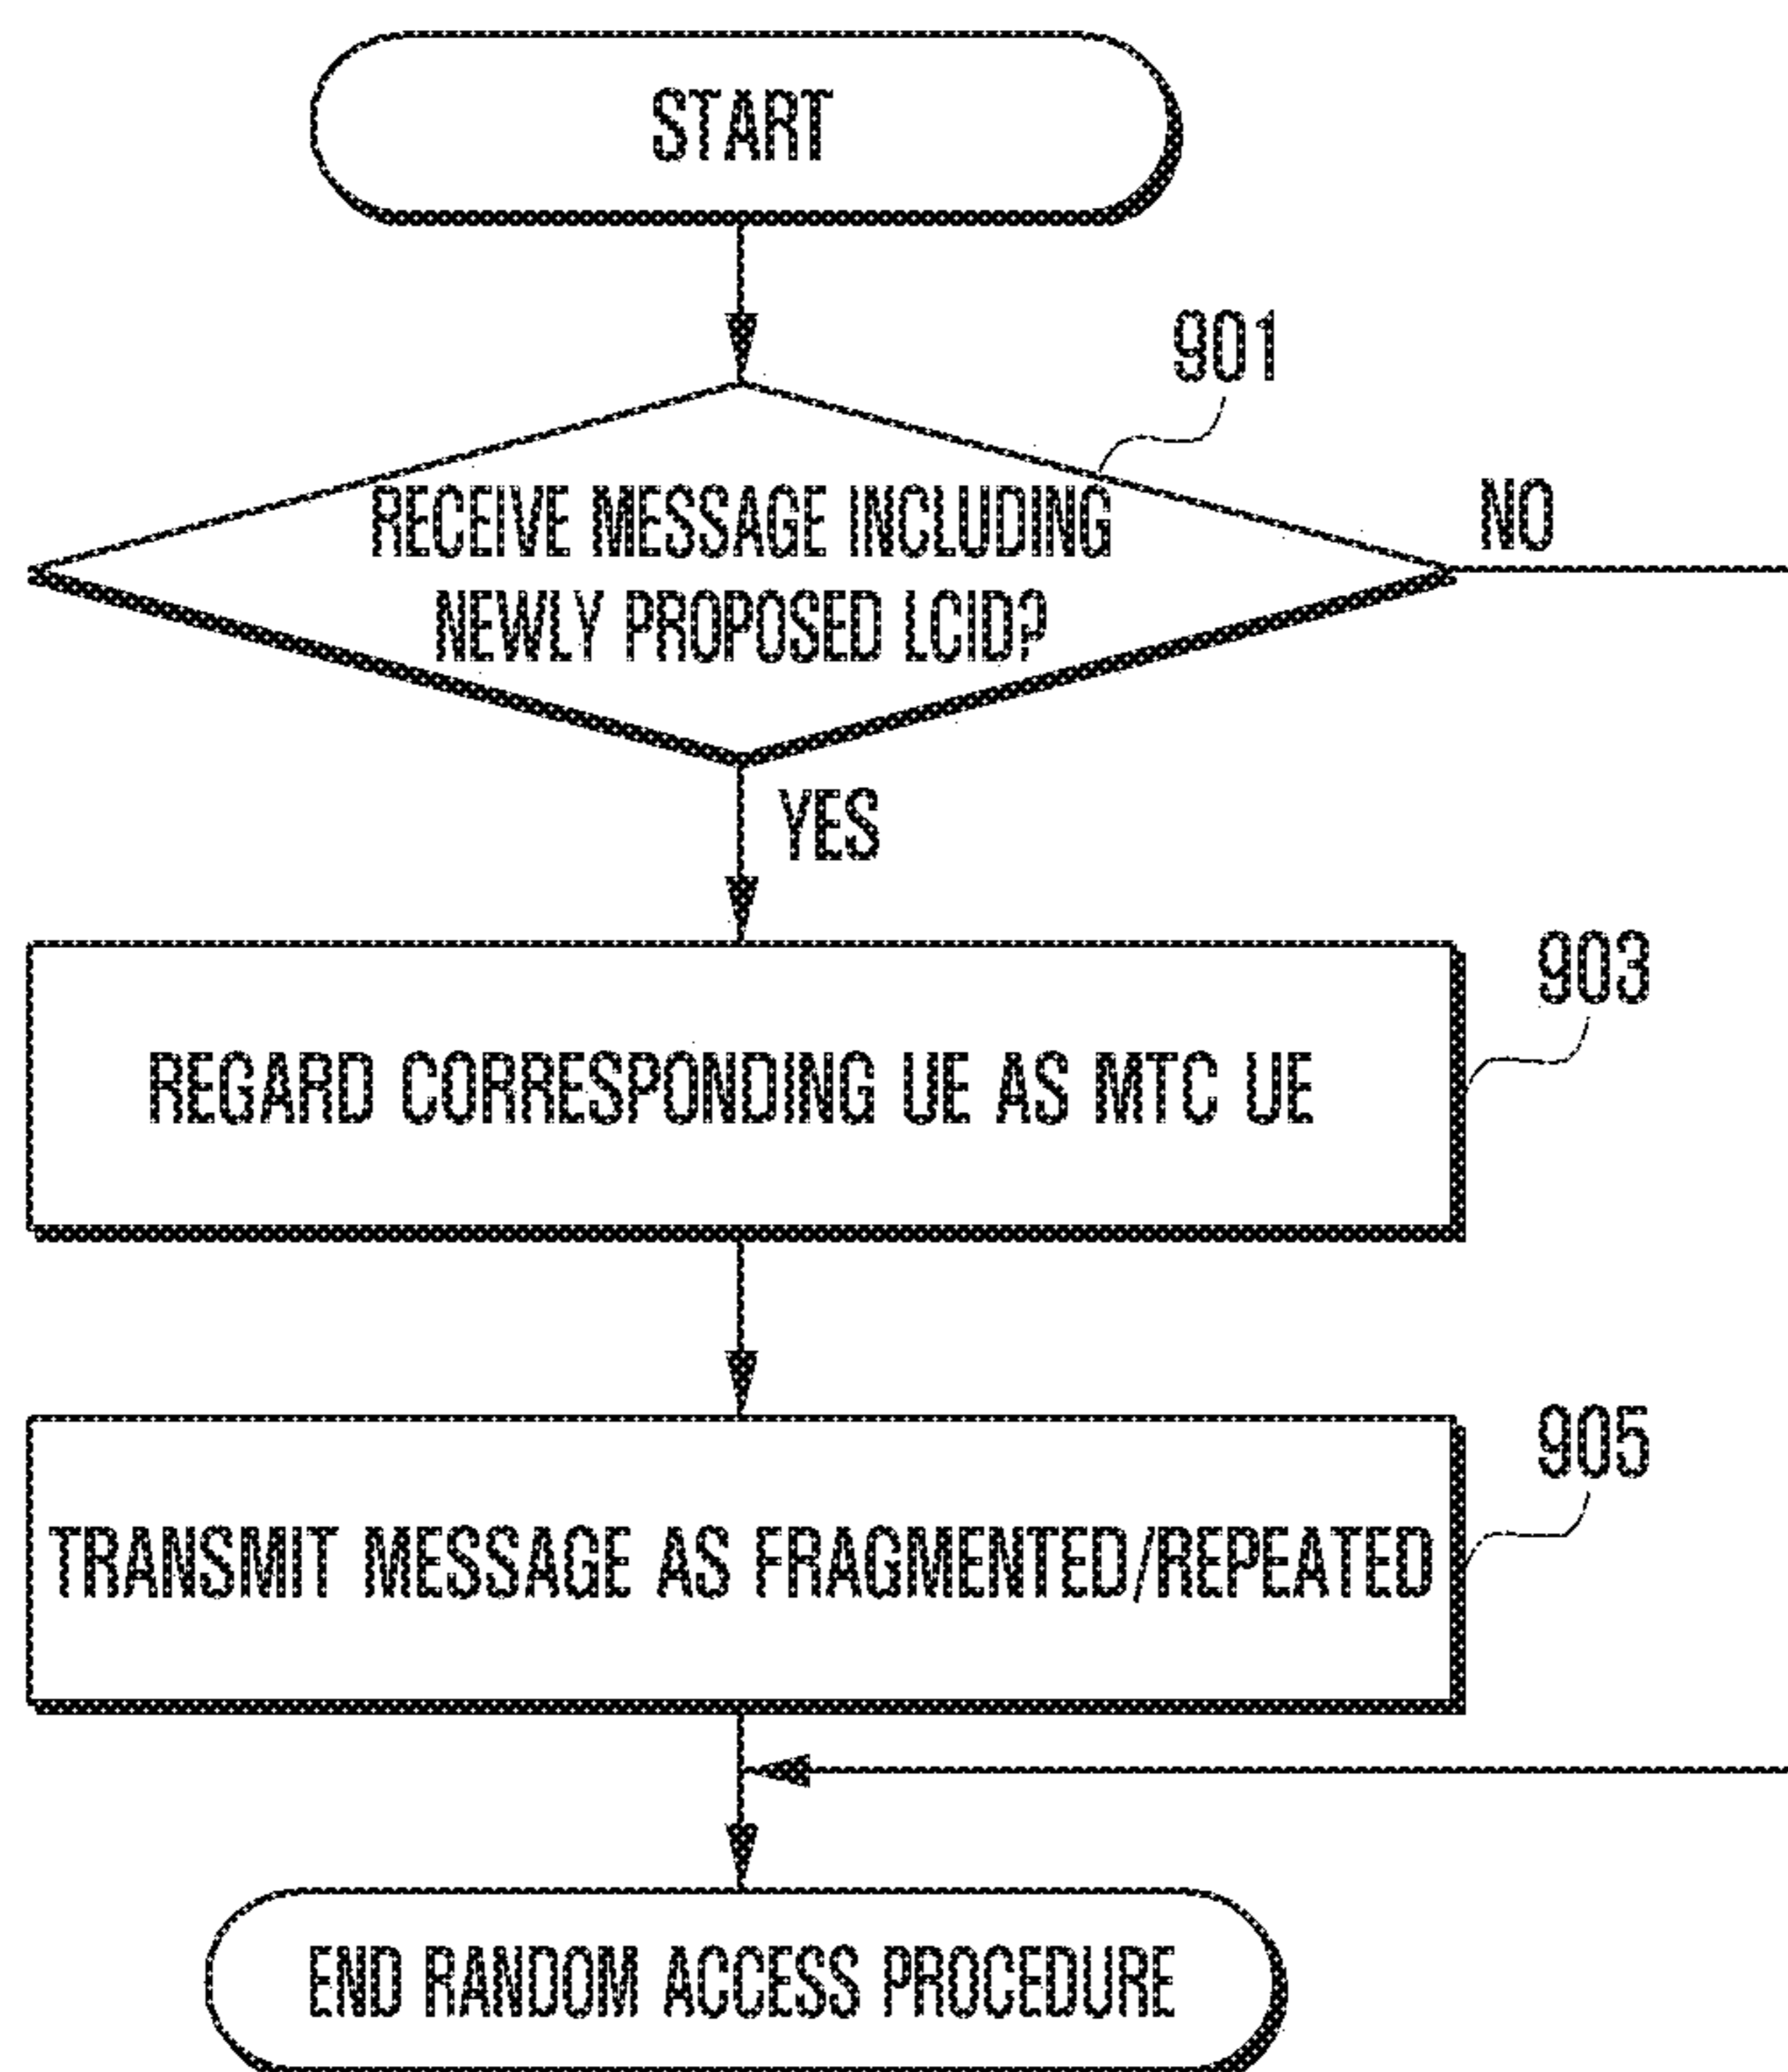 START
901
RECEIVE MESSAGE INCLUDING
NEWLY PROPOSED LCID?
NO
YES
903
REGARD CORRESPONDING UE AS MTC UE
905
TRANSMIT MESSAGE AS FRAGMENTED/REPEATED
END RANDOM ACCESS PROCEDURE